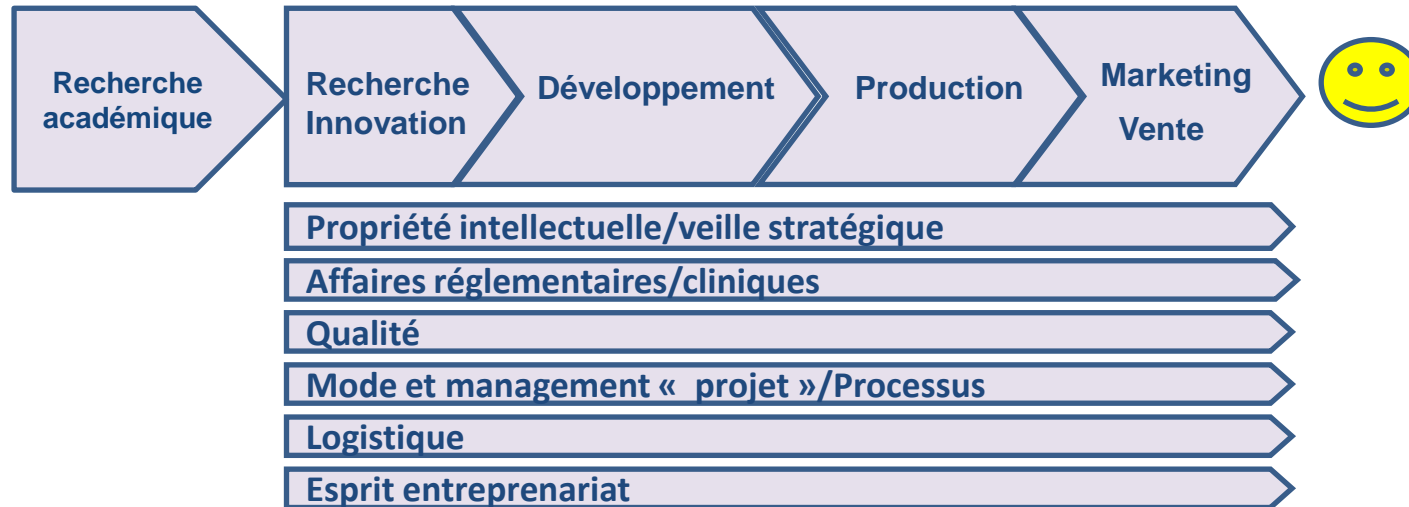 Recherche
académique
Recherche
Innovation
Développement
Production
Marketing
Vente
Propriété intellectuelle/veille stratégique
Affaires réglementaires/cliniques
Qualité
Mode et management «  projet »/Processus
Logistique
Esprit entreprenariat